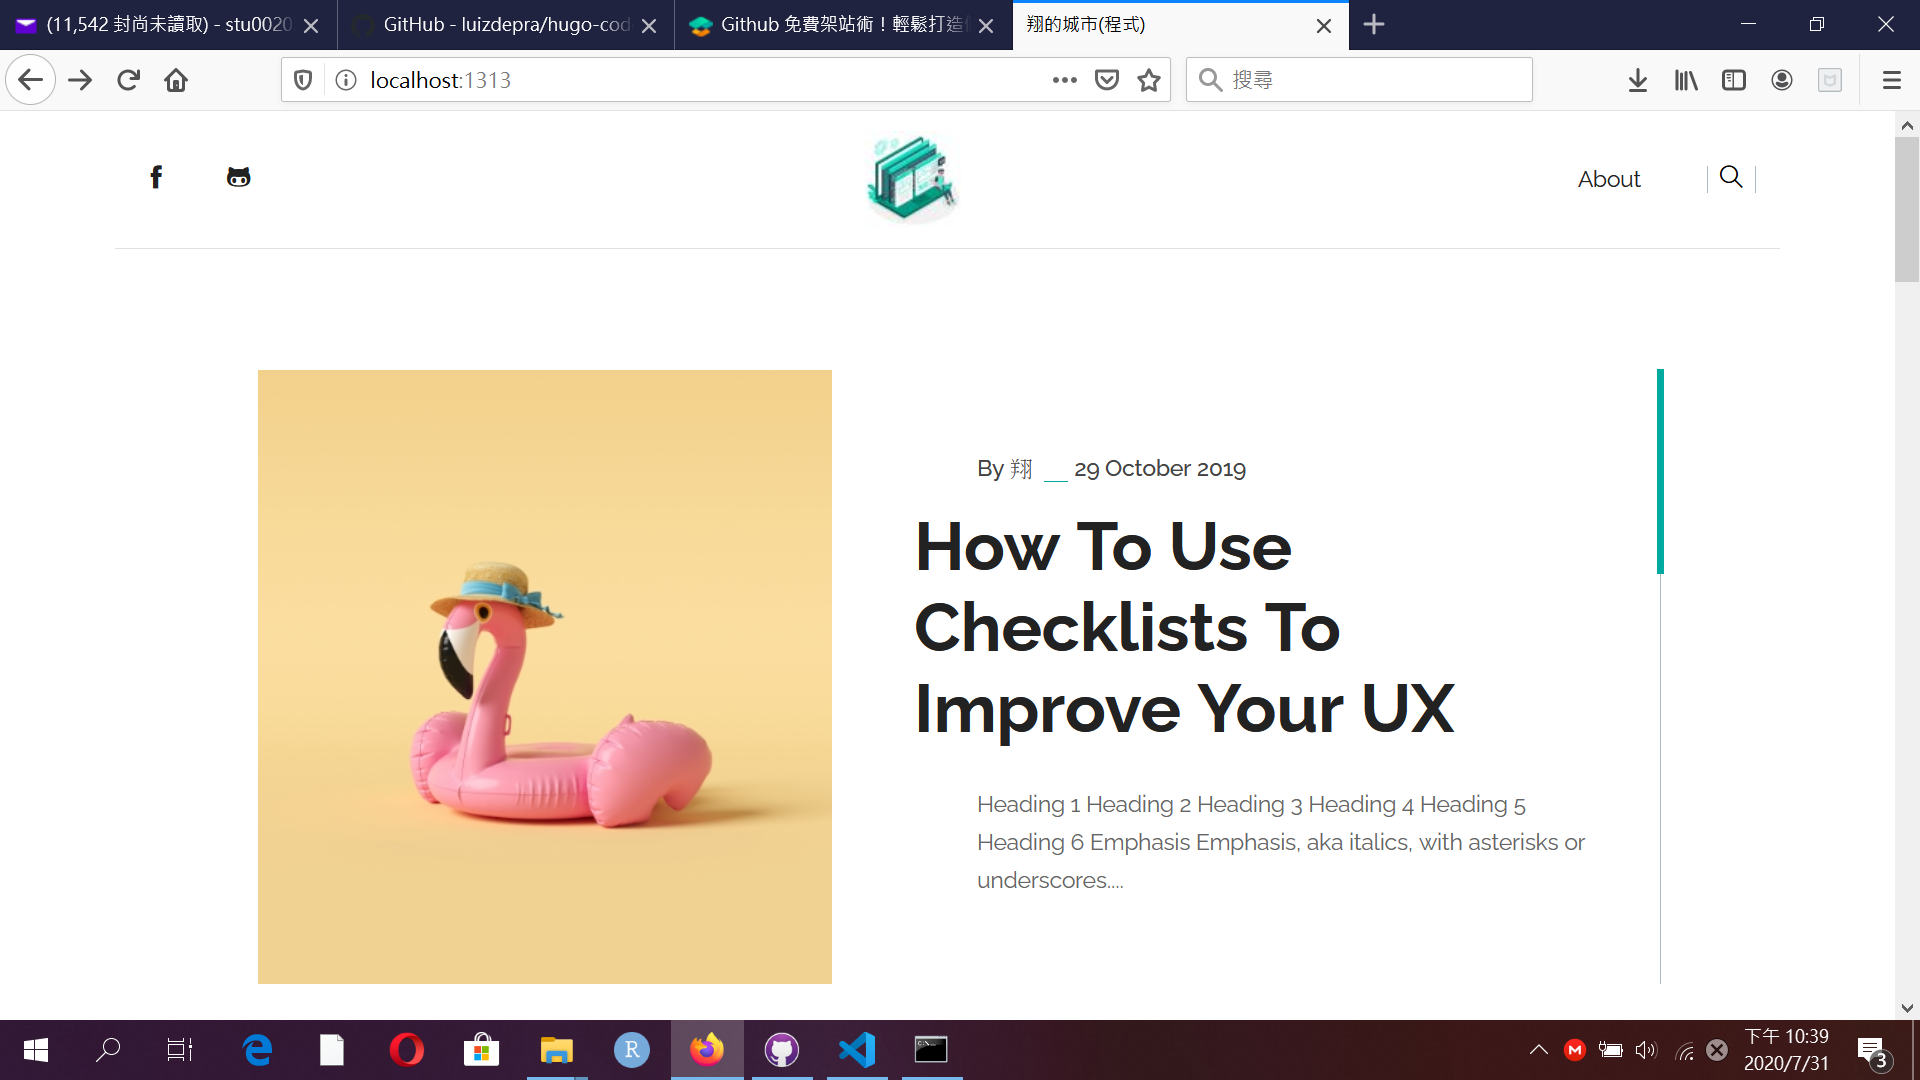 (11,542 封尚未讀取) - stu0020
GitHub - luizdepra/hugo-cod
Github 免費架站術！輕鬆打造
翔的城市(程式)
localhost:1313
搜尋
About
By 翔 __ 29 October 2019
How To Use
Checklists To
Improve Your UX
Heading 1 Heading 2 Heading 3 Heading 4 Heading 5
Heading 6 Emphasis Emphasis, aka italics, with asterisks or
underscores....
下午 10:39
2020/7/31
3